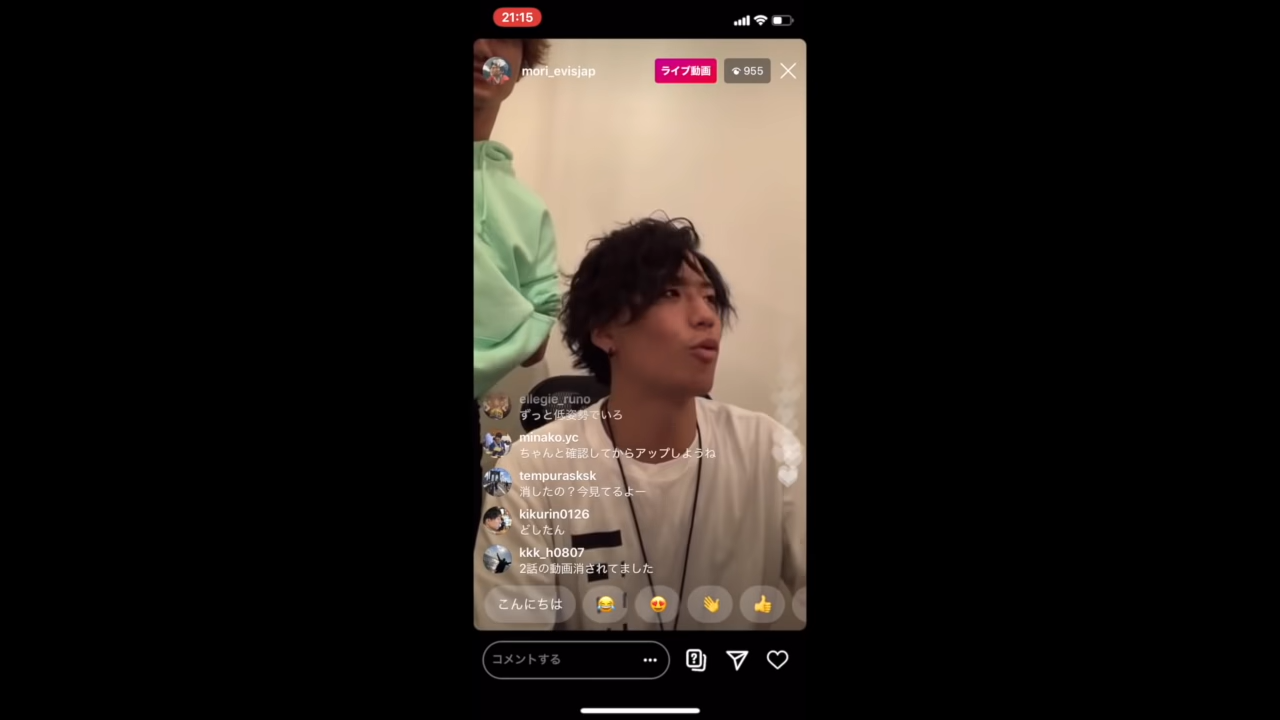 21:15
mori_evisjap
ライブ動画
955
eilegie_runo
ずっと低姿勢でいろ
minako.yc
ちゃんと確認してからアップしようね
tempurasksk
消したの？今見てるよー
kikurin0126
どしたん
kkk_h0807
2話の動画消されてました
こんにちは
コメントする